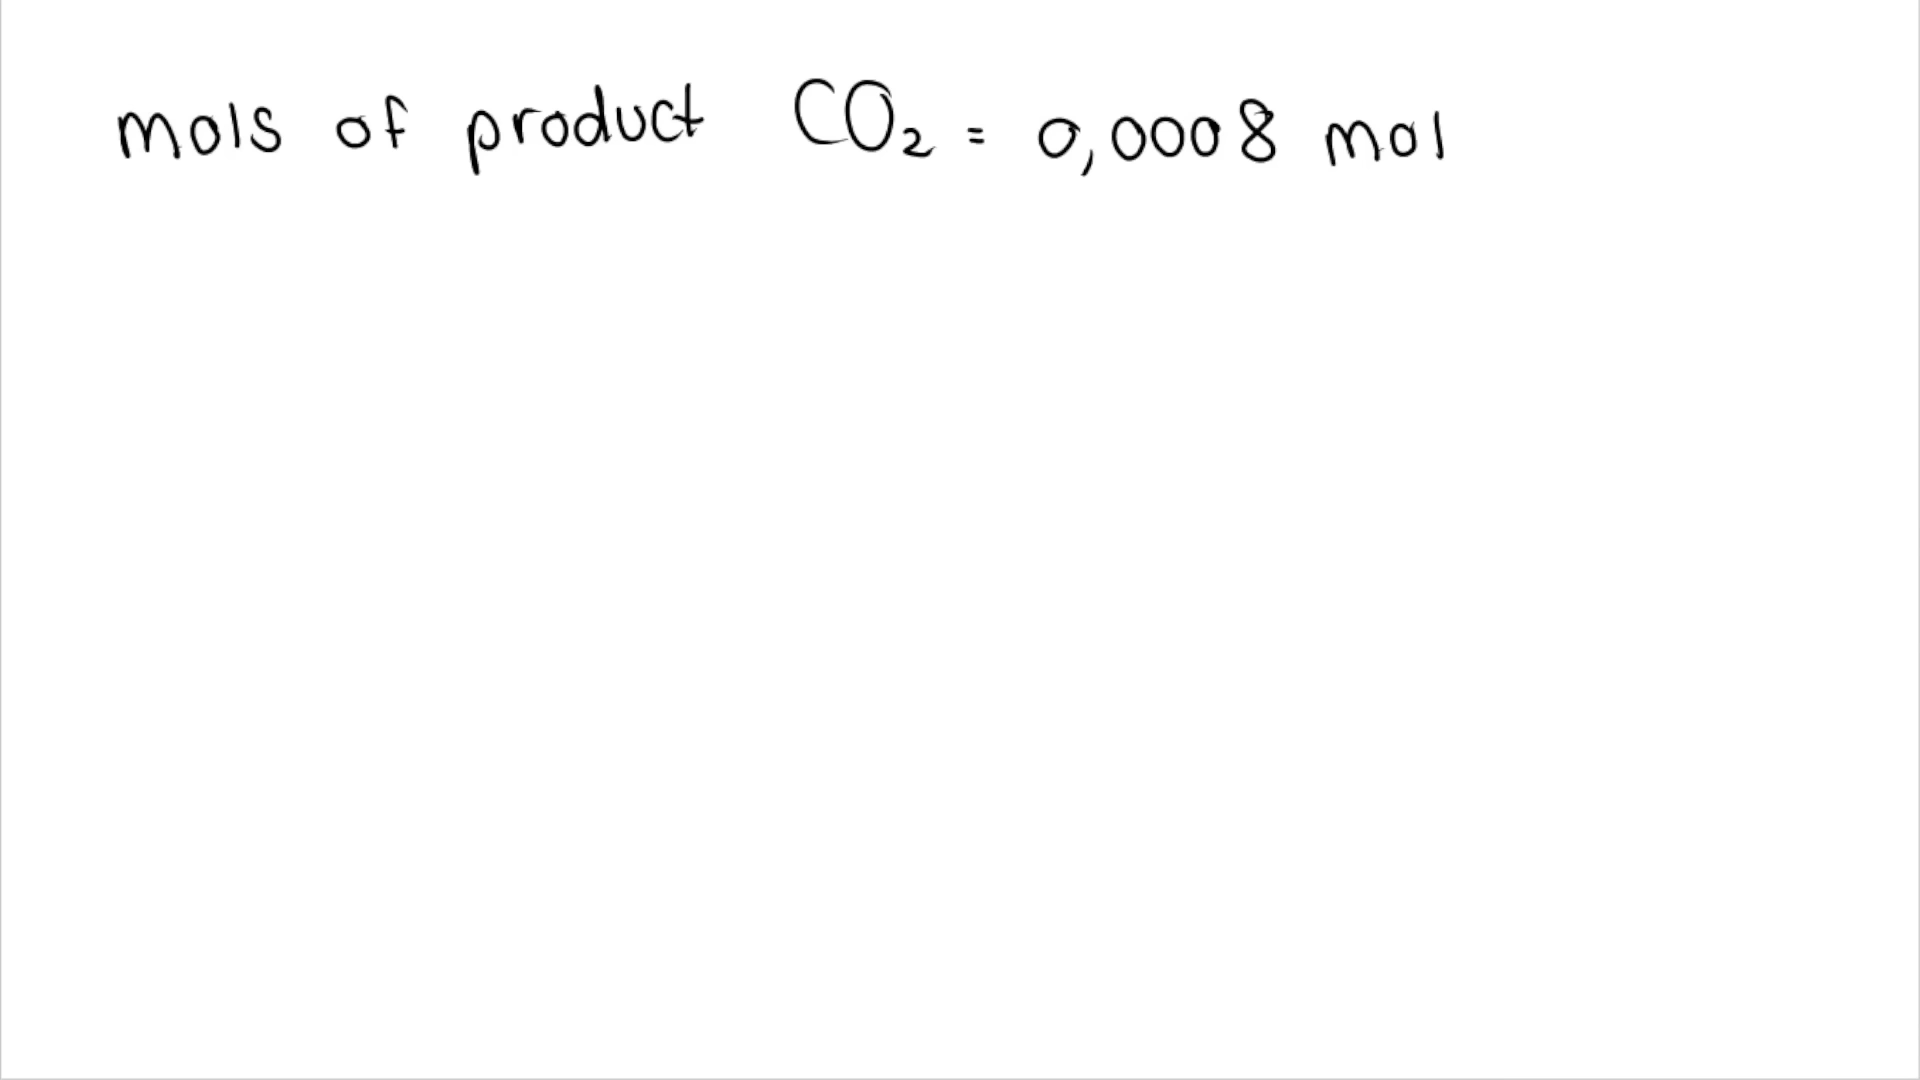 mols of product CO₂ = 0,0008 mol